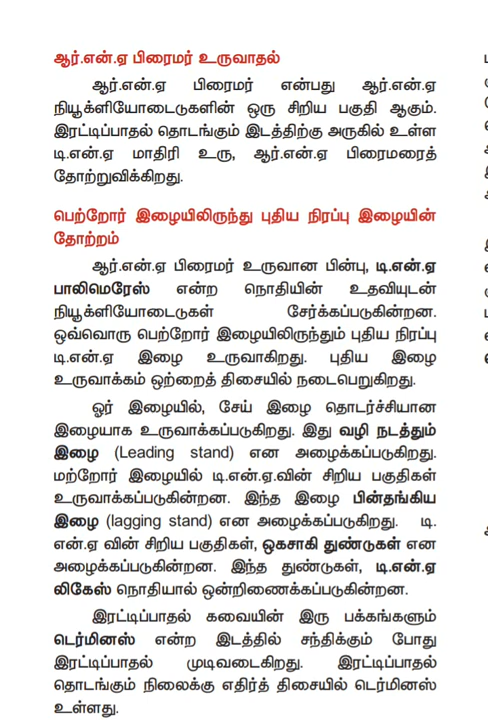 ஆர்.என்.ஏ பிரைமர் உருவாதல்
ஆர்.என்.ஏ பிரைமர் என்பது ஆர்.என்.ஏ
நியூக்ளியோடைடுகளின் ஒரு சிறிய பகுதி ஆகும்.
இரட்டிப்பாதல் தொடங்கும் இடத்திற்கு அருகில் உள்ள
டி.என்.ஏ மாதிரி உரு, ஆர்.என்.ஏ பிரைமரைத்
தோற்றுவிக்கிறது.
பெற்றோர் இழையிலிருந்து புதிய நிரப்பு இழையின்
தோற்றம்
ஆர்.என்.ஏ பிரைமர் உருவான பின்பு, டி.என்.ஏ
பாலிமெரேஸ் என்ற நொதியின் உதவியுடன்
நியூக்ளியோடைடுகள் சேர்க்கப்படுகின்றன.
ஒவ்வொரு பெற்றோர் இழையிலிருந்தும் புதிய நிரப்பு
டி.என்.ஏ இழை உருவாகிறது. புதிய இழை
உருவாக்கம் ஒற்றைத் திசையில் நடைபெறுகிறது.
ஓர் இழையில், சேய் இழை தொடர்ச்சியான
இழையாக உருவாக்கப்படுகிறது. இது வழி நடத்தும்
இழை (Leading stand) என அழைக்கப்படுகிறது.
மற்றோர் இழையில் டி.என்.ஏ.வின் சிறிய பகுதிகள்
உருவாக்கப்படுகின்றன. இந்த இழை பின்தங்கிய
இழை (lagging stand) என அழைக்கப்படுகிறது. டி.
என்.ஏ வின் சிறிய பகுதிகள், ஒகசாகி துண்டுகள் என
அழைக்கப்படுகின்றன. இந்த துண்டுகள், டி.என்.ஏ
லிகேஸ் நொதியால் ஒன்றிணைக்கப்படுகின்றன.
இரட்டிப்பாதல் கவையின் இரு பக்கங்களும்
டெர்மினஸ் என்ற இடத்தில் சந்திக்கும் போது
இரட்டிப்பாதல் முடிவடைகிறது. இரட்டிப்பாதல்
தொடங்கும் நிலைக்கு எதிர்த் திசையில் டெர்மினஸ்
உள்ளது.